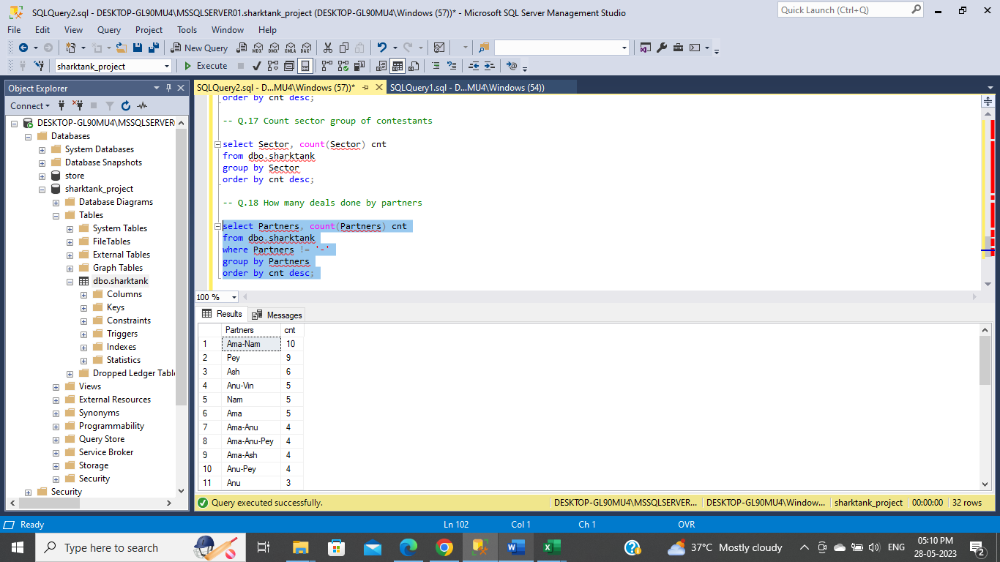 SQLQuery2.sql - DESKTOP-GL90MU4\MSSQLSERVER01.sharktank_project (DESKTOP-GL90MU4\Windows (57))* - Microsoft SQL Server Management Studio
Quick Launch (Ctrl+Q)
File Edit View Query Project Tools Window Help
New Query MDX DMX XMLA DAX
sharktank_project Execute
Object Explorer
SQLQuery2.sql - D...MU4\Windows (57))* SQLQuery1.sql - D...MU4\Windows (54))
Connect
DESKTOP-GL90MU4\MSSQLSERVER
Databases
System Databases
Database Snapshots
store
sharktank_project
Database Diagrams
Tables
System Tables
FileTables
External Tables
Graph Tables
dbo.sharktank
Columns
Keys
Constraints
Triggers
Indexes
Statistics
Dropped Ledger Tabl
Views
External Resources
Synonyms
Programmability
Query Store
Service Broker
Storage
Security
Security
order by cnt desc;
-- Q.17 Count sector group of contestants
select Sector, count(Sector) cnt
from dbo.sharktank
group by Sector
order by cnt desc;
-- Q.18 How many deals done by partners
select Partners, count(Partners) cnt
from dbo.sharktank
where Partners != '-'
group by Partners
order by cnt desc;
100 %
Results Messages
Partners cnt
1 Ama-Nam 10
2 Pey 9
3 Ash 6
4 Anu-Vin 5
5 Nam 5
6 Ama 5
7 Ama-Anu 4
8 Ama-Anu-Pey 4
9 Ama-Ash 4
10 Anu-Pey 4
11 Anu 3
Query executed successfully. DESKTOP-GL90MU4\MSSQLSERVER... DESKTOP-GL90MU4\Window... sharktank_project 00:00:00 32 rows
Ready Ln 102 Col 1 Ch 1 OVR
Type here to search 37°C Mostly cloudy ENG 05:10 PM
28-05-2023 2